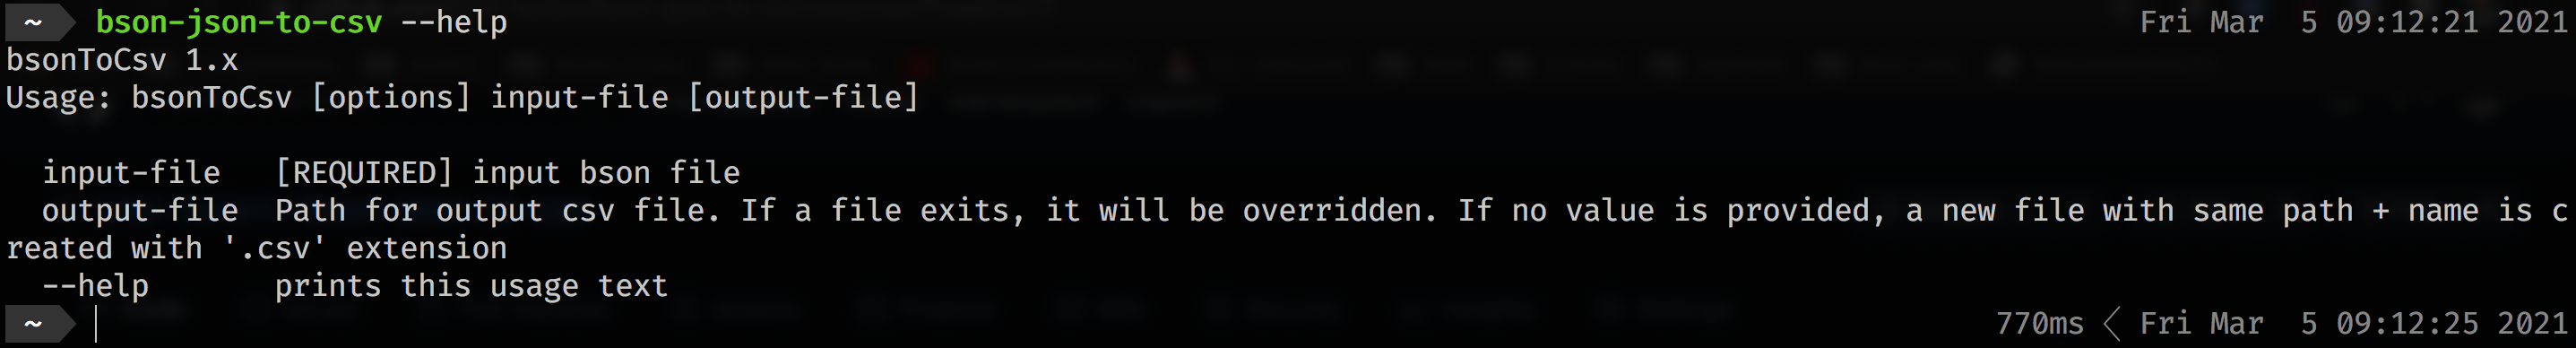 ~ bson-json-to-csv --help Fri Mar 5 09:12:21 2021
bsonToCsv 1.x
Usage: bsonToCsv [options] input-file [output-file]
input-file [REQUIRED] input bson file
output-file Path for output csv file. If a file exits, it will be overridden. If no value is provided, a new file with same path + name is c
reated with '.csv' extension
--help prints this usage text
~ 770ms Fri Mar 5 09:12:25 2021